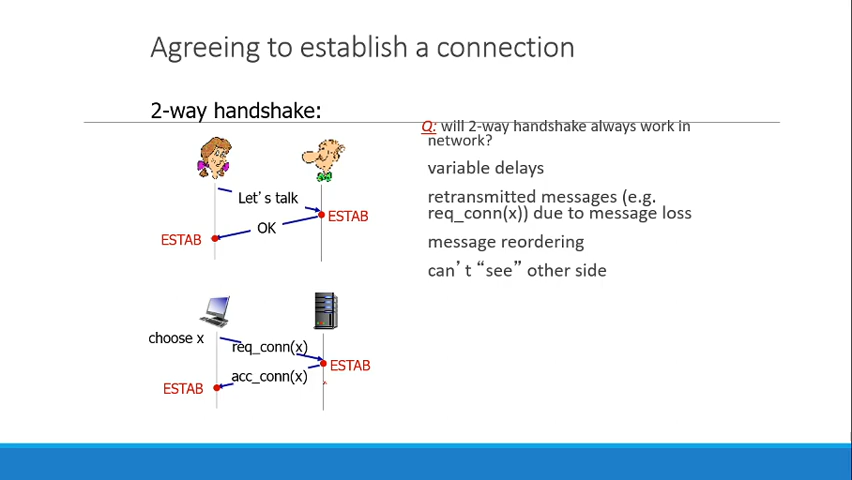 Agreeing to establish a connection
2-way handshake:
Let’s talk
ESTAB
OK
ESTAB
choose x
req_conn(x)
ESTAB
acc_conn(x)
ESTAB
Q: will 2-way handshake always work in
network?
variable delays
retransmitted messages (e.g.
req_conn(x)) due to message loss
message reordering
can’t “see” other side